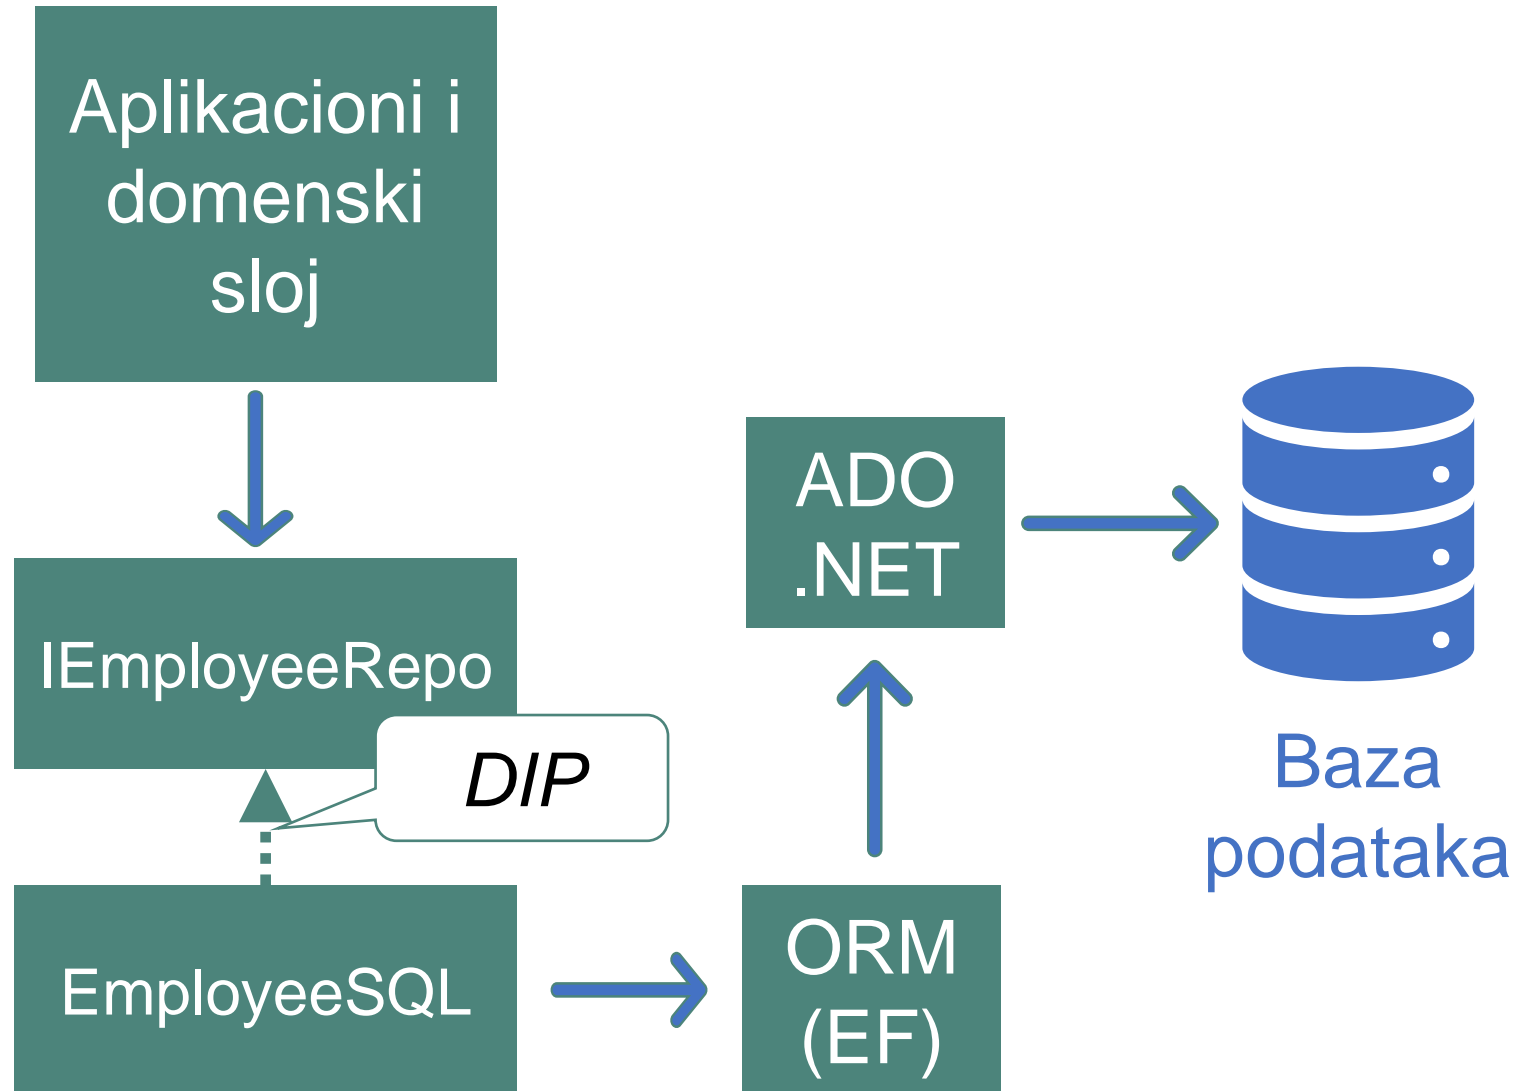 Aplikacioni i
domenski
sloj
IEmployeeRepo
DIP
EmployeeSQL
ORM
(EF)
ADO
.NET
Baza
podataka